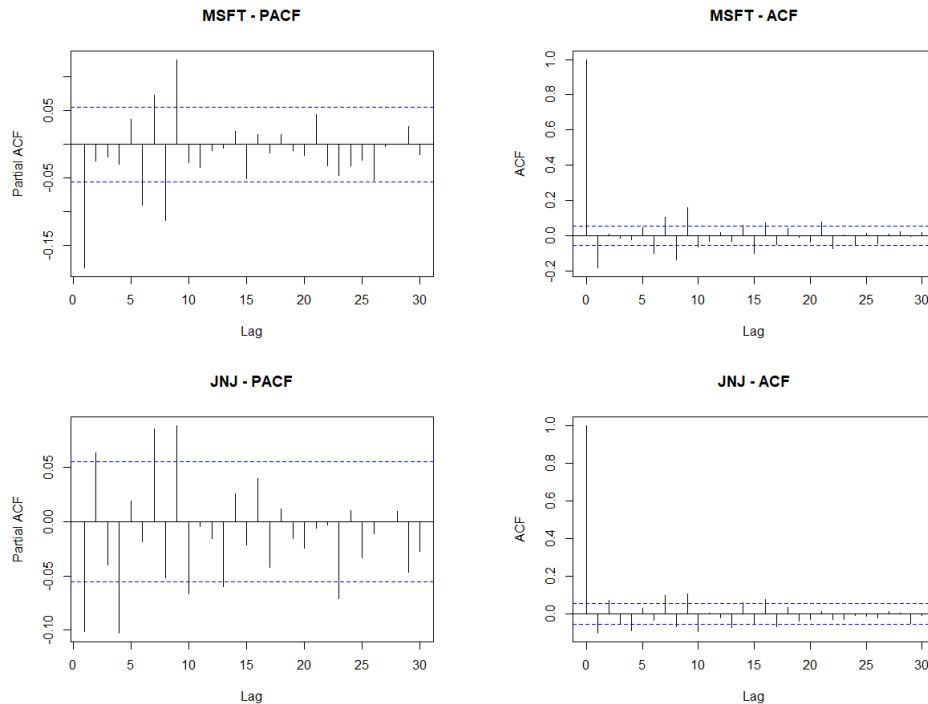 MSFT - PACF
Partial ACF
0.05
-0.05
-0.15
0 5 10 15 20 25 30
Lag
MSFT - ACF
ACF
1.0
0.8
0.6
0.4
0.2
0.0
-0.2
0 5 10 15 20 25 30
Lag
JNJ - PACF
Partial ACF
0.05
0.00
-0.05
-0.10
0 5 10 15 20 25 30
Lag
JNJ - ACF
ACF
1.0
0.8
0.6
0.4
0.2
0.0
0 5 10 15 20 25 30
Lag